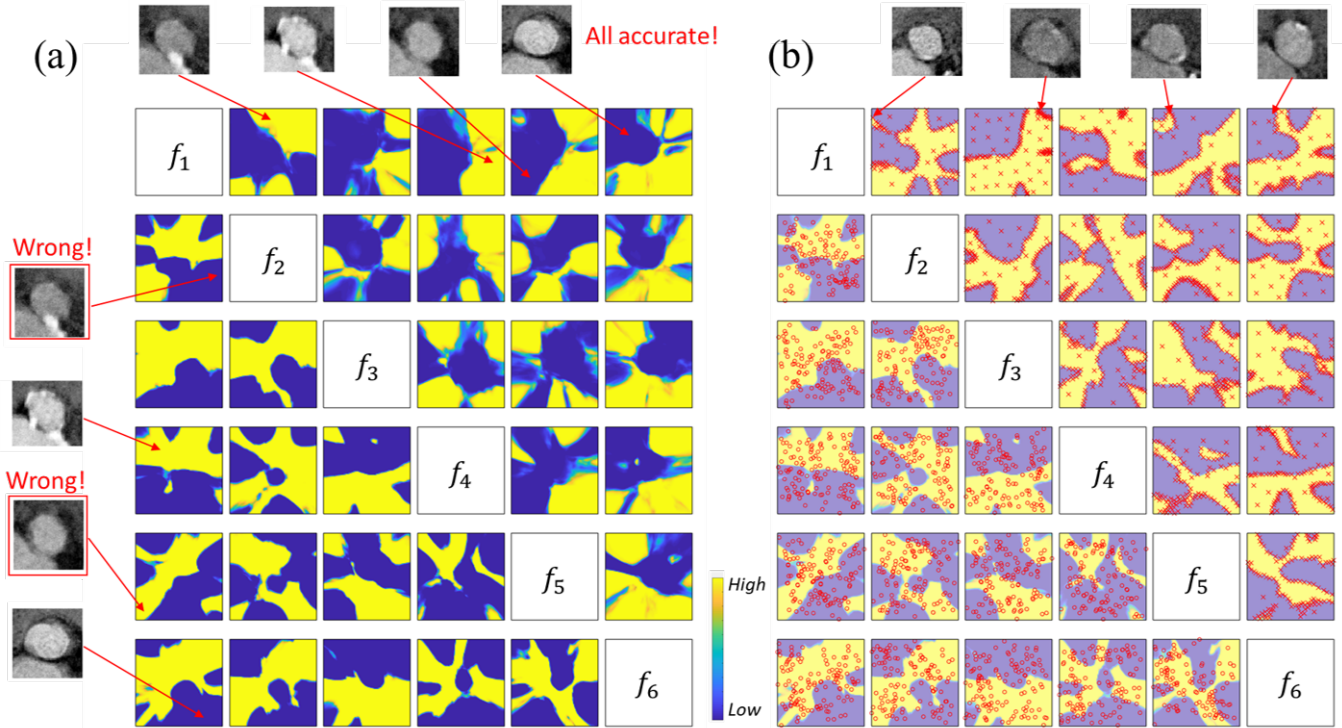 (a)
All accurate!
(b)
f₁
f₁
Wrong!
f₂
f₂
f₃
f₃
Wrong!
f₄
f₄
High
f₅
f₅
Low
f₆
f₆